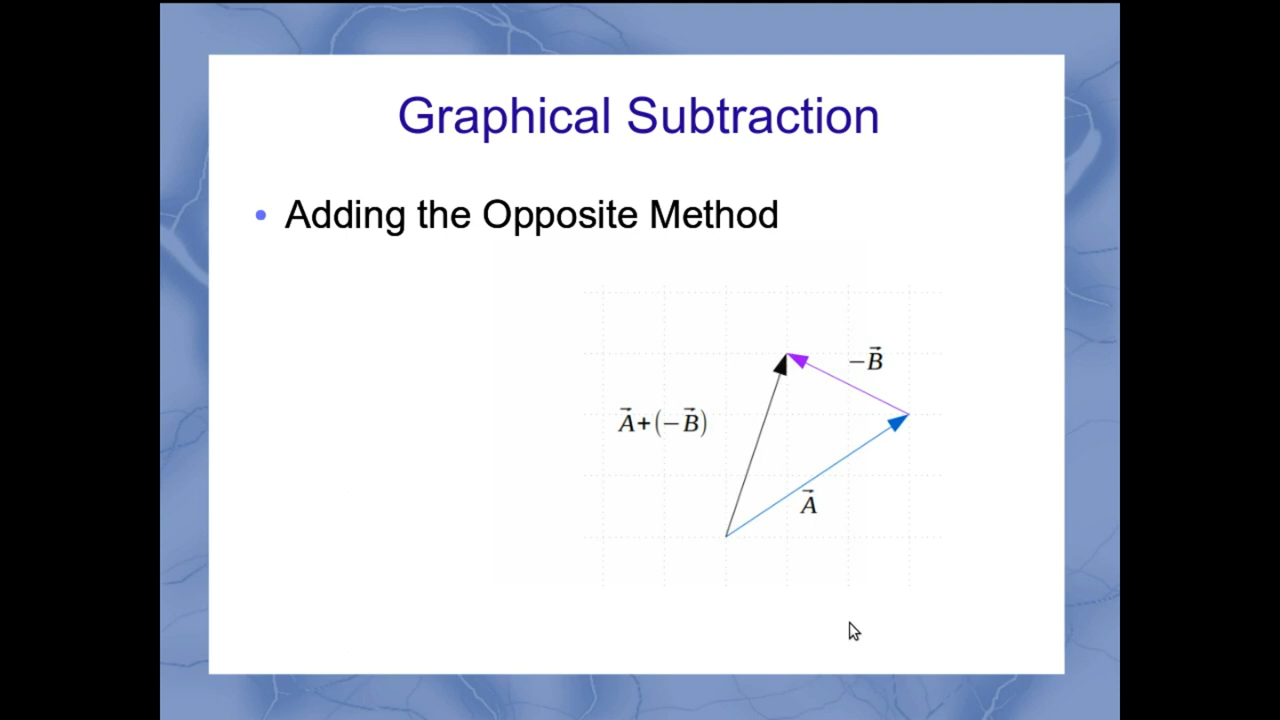 Graphical Subtraction
• Adding the Opposite Method
−B⃗
A⃗+(−B⃗)
A⃗